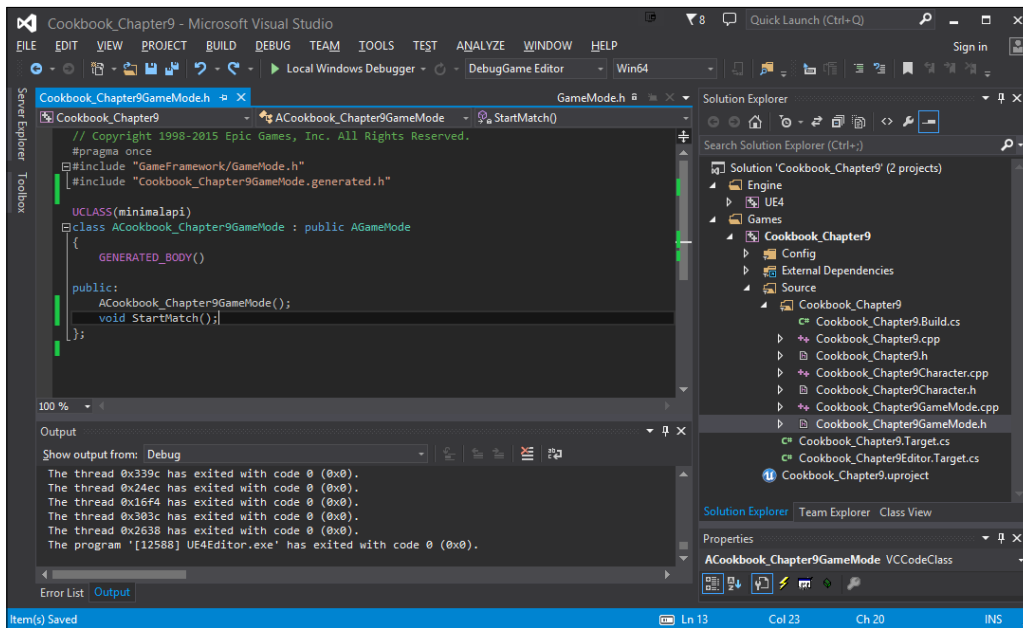 Cookbook_Chapter9 - Microsoft Visual Studio
8
Quick Launch (Ctrl+Q)
FILE EDIT VIEW PROJECT BUILD DEBUG TEAM TOOLS TEST ANALYZE WINDOW HELP
Sign in
Local Windows Debugger
DebugGame Editor
Win64
Server Explorer
Toolbox
Cookbook_Chapter9GameMode.h
GameMode.h
Cookbook_Chapter9
ACookbook_Chapter9GameMode
StartMatch()
// Copyright 1998-2015 Epic Games, Inc. All Rights Reserved.
#pragma once
#include "GameFramework/GameMode.h"
#include "Cookbook_Chapter9GameMode.generated.h"
UCLASS(minimalapi)
class ACookbook_Chapter9GameMode : public AGameMode
{
GENERATED_BODY()
public:
ACookbook_Chapter9GameMode();
void StartMatch();
};
100 %
Output
Show output from: Debug
The thread 0x339c has exited with code 0 (0x0).
The thread 0x24ec has exited with code 0 (0x0).
The thread 0x16f4 has exited with code 0 (0x0).
The thread 0x303c has exited with code 0 (0x0).
The thread 0x2638 has exited with code 0 (0x0).
The program '[12588] UE4Editor.exe' has exited with code 0 (0x0).
Error List Output
Solution Explorer
Search Solution Explorer (Ctrl+;)
Solution 'Cookbook_Chapter9' (2 projects)
Engine
UE4
Games
Cookbook_Chapter9
Config
External Dependencies
Source
Cookbook_Chapter9
Cookbook_Chapter9.Build.cs
Cookbook_Chapter9.cpp
Cookbook_Chapter9.h
Cookbook_Chapter9Character.cpp
Cookbook_Chapter9Character.h
Cookbook_Chapter9GameMode.cpp
Cookbook_Chapter9GameMode.h
Cookbook_Chapter9.Target.cs
Cookbook_Chapter9Editor.Target.cs
Cookbook_Chapter9.uproject
Solution Explorer Team Explorer Class View
Properties
ACookbook_Chapter9GameMode VCCodeClass
Item(s) Saved
Ln 13 Col 23 Ch 20 INS